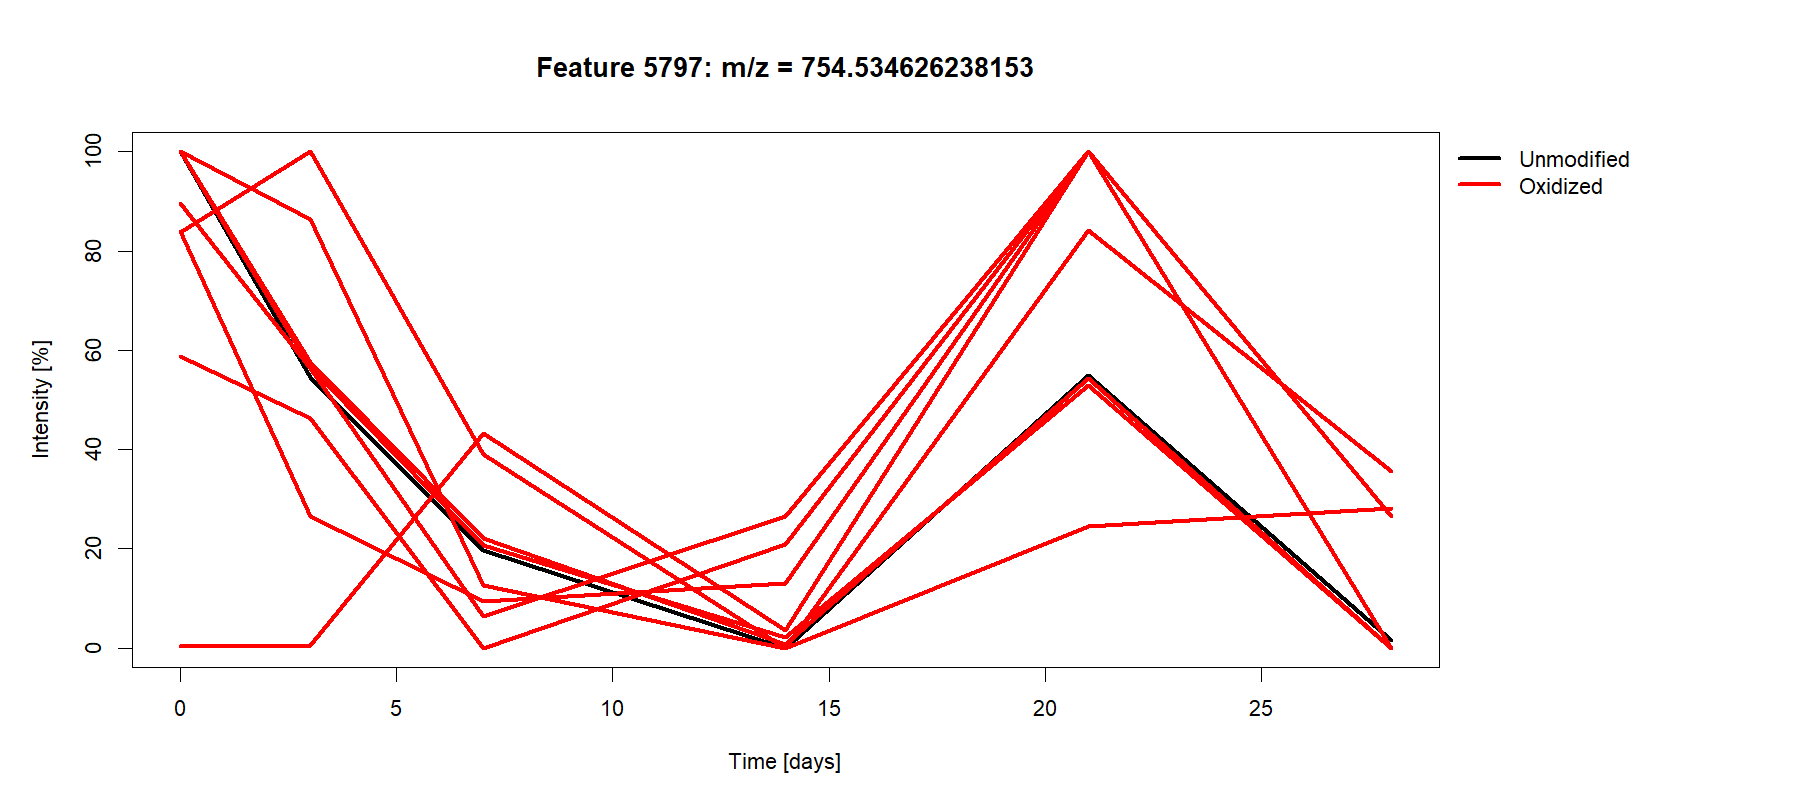 Feature 5797: m/z = 754.534626238153
Unmodified
Oxidized
Intensity [%]
100
80
60
40
20
0
0 5 10 15 20 25
Time [days]